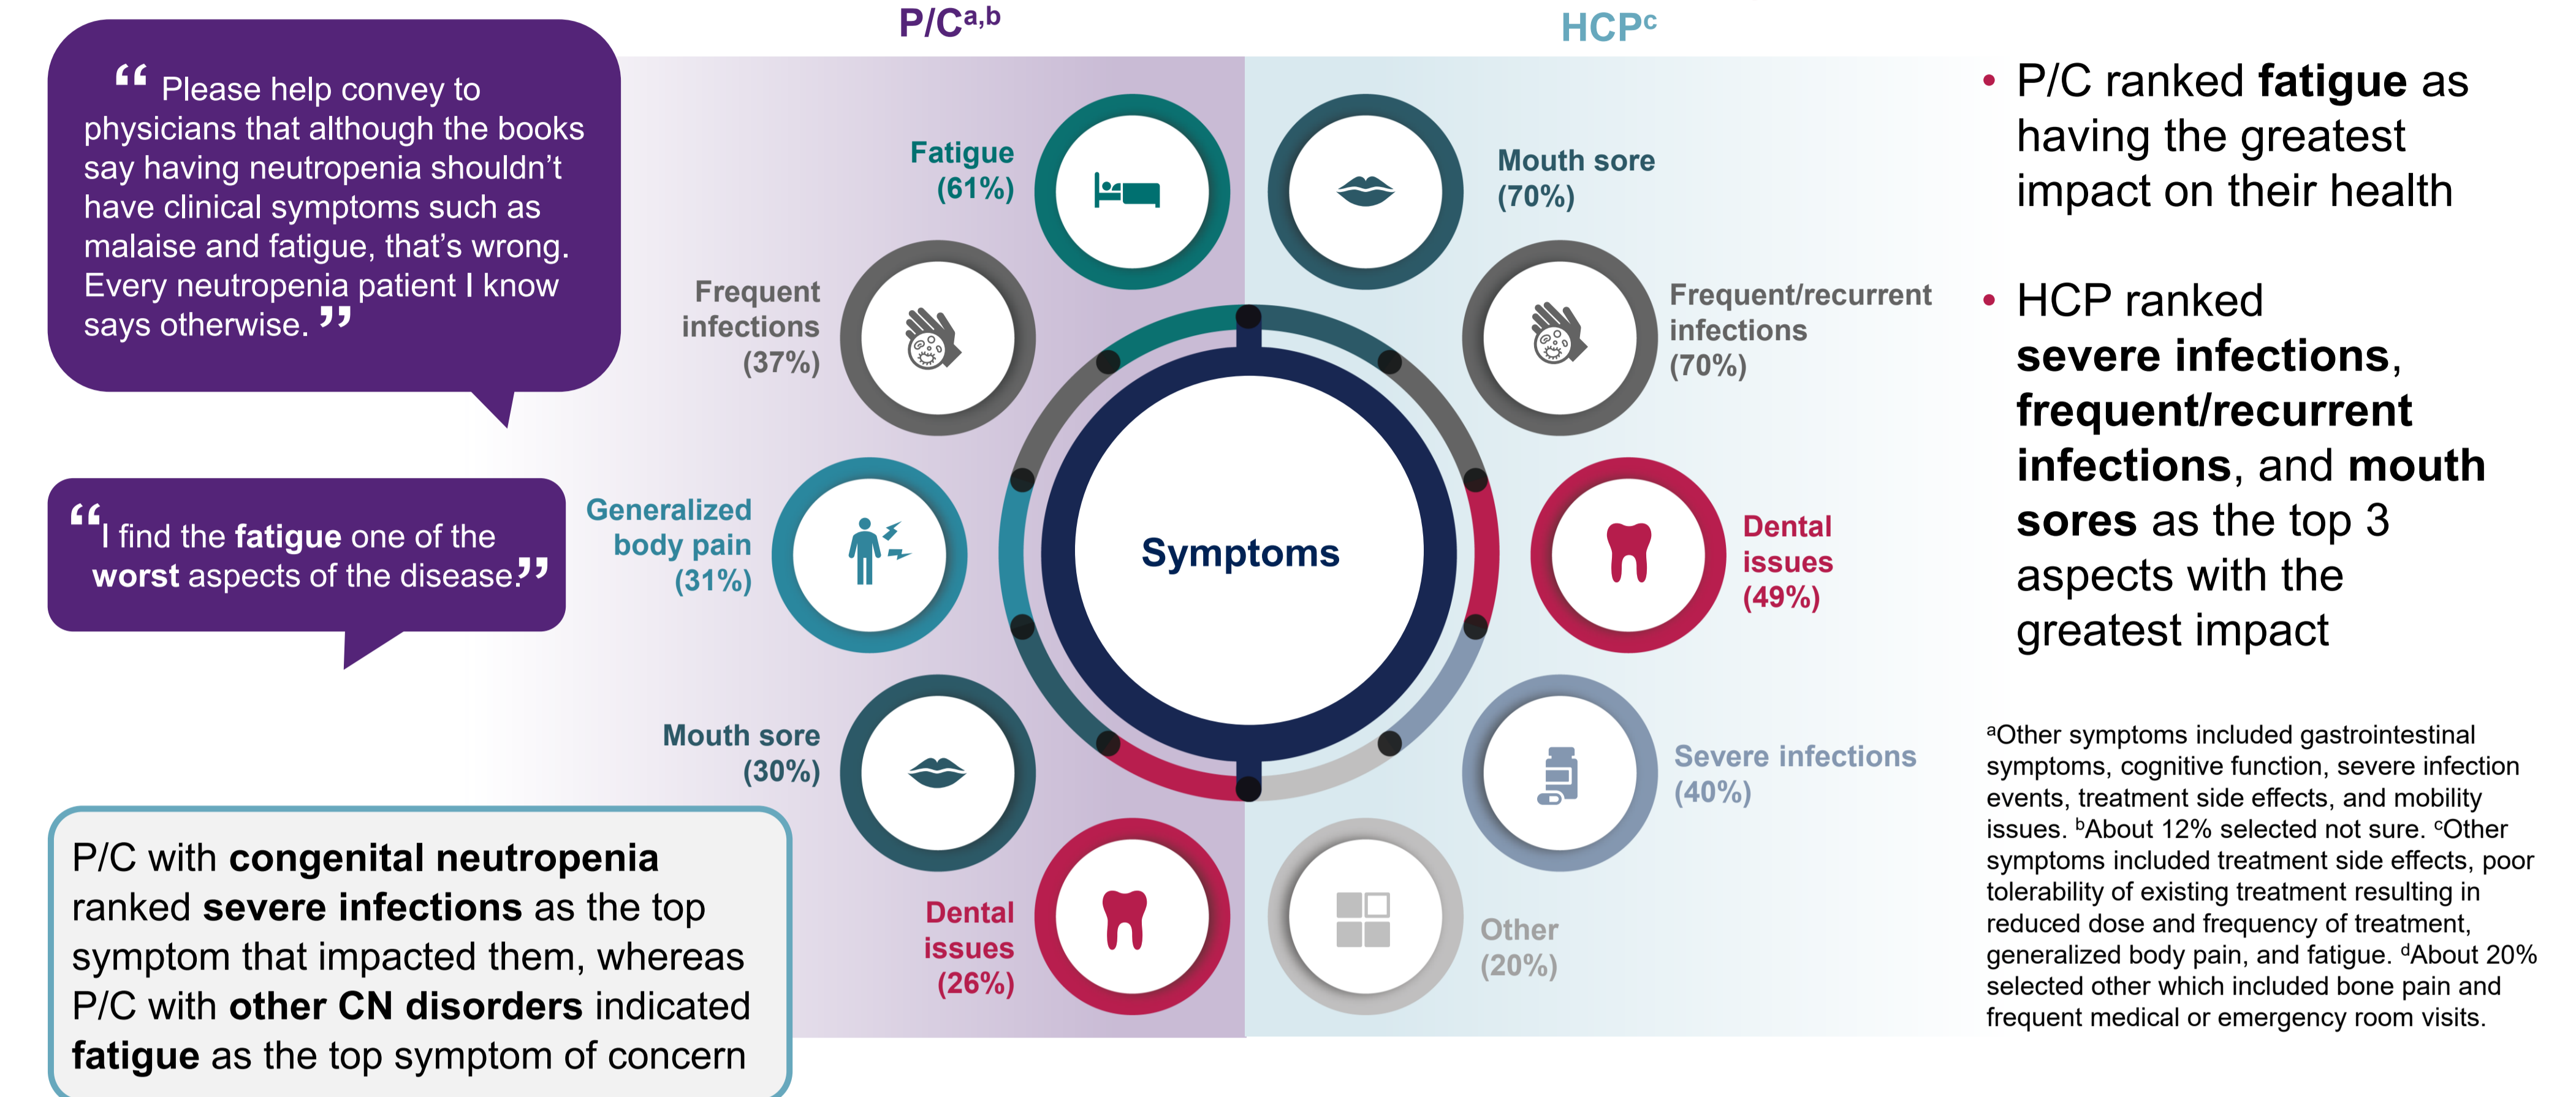 P/Ca,b
HCPc
“ Please help convey to
physicians that although the books
say having neutropenia shouldn’t
have clinical symptoms such as
malaise and fatigue, that’s wrong.
Every neutropenia patient I know
says otherwise. ”
“I find the fatigue one of the
worst aspects of the disease.”
P/C with congenital neutropenia
ranked severe infections as the top
symptom that impacted them, whereas
P/C with other CN disorders indicated
fatigue as the top symptom of concern
Fatigue
(61%)
Frequent
infections
(37%)
Generalized
body pain
(31%)
Mouth sore
(30%)
Dental
issues
(26%)
Symptoms
Mouth sore
(70%)
Frequent/recurrent
infections
(70%)
Dental
issues
(49%)
Severe infections
(40%)
Other
(20%)
• P/C ranked fatigue as
having the greatest
impact on their health
• HCP ranked
severe infections,
frequent/recurrent
infections, and mouth
sores as the top 3
aspects with the
greatest impact
aOther symptoms included gastrointestinal
symptoms, cognitive function, severe infection
events, treatment side effects, and mobility
issues. bAbout 12% selected not sure. cOther
symptoms included treatment side effects, poor
tolerability of existing treatment resulting in
reduced dose and frequency of treatment,
generalized body pain, and fatigue. dAbout 20%
selected other which included bone pain and
frequent medical or emergency room visits.